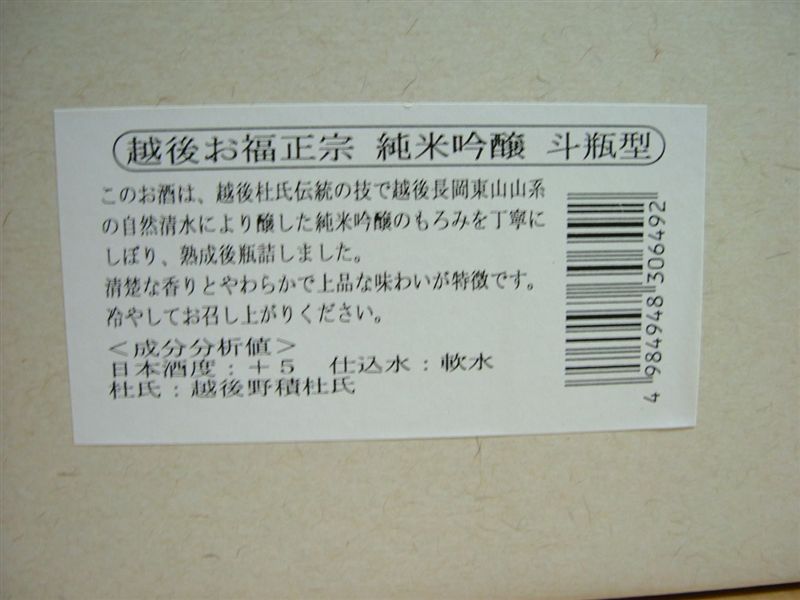 越後お福正宗 純米吟醸 斗瓶型
このお酒は、越後杜氏伝統の技で越後長岡東山山系
の自然清水により醸した純米吟醸のもろみを丁寧に
しぼり、熟成後瓶詰しました。
清楚な香りとやわらかで上品な味わいが特徴です。
冷やしてお召し上がりください。
＜成分分析値＞
日本酒度：＋５　仕込水：軟水
杜氏：越後野積杜氏
4 984948 306492